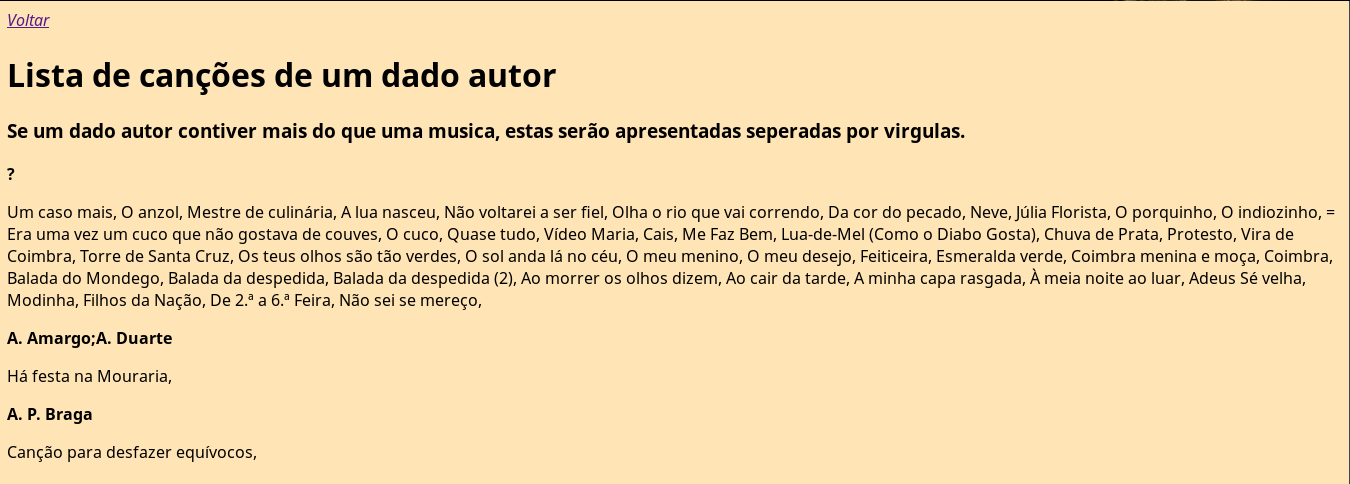 Voltar
Lista de canções de um dado autor
Se um dado autor contiver mais do que uma musica, estas serão apresentadas seperadas por virgulas.
?
Um caso mais, O anzol, Mestre de culinária, A lua nasceu, Não voltarei a ser fiel, Olha o rio que vai correndo, Da cor do pecado, Neve, Júlia Florista, O porquinho, O indiozinho, =
Era uma vez um cuco que não gostava de couves, O cuco, Quase tudo, Vídeo Maria, Cais, Me Faz Bem, Lua-de-Mel (Como o Diabo Gosta), Chuva de Prata, Protesto, Vira de
Coimbra, Torre de Santa Cruz, Os teus olhos são tão verdes, O sol anda lá no céu, O meu menino, O meu desejo, Feiticeira, Esmeralda verde, Coimbra menina e moça, Coimbra,
Balada do Mondego, Balada da despedida, Balada da despedida (2), Ao morrer os olhos dizem, Ao cair da tarde, A minha capa rasgada, À meia noite ao luar, Adeus Sé velha,
Modinha, Filhos da Nação, De 2.ª a 6.ª Feira, Não sei se mereço,
A. Amargo;A. Duarte
Há festa na Mouraria,
A. P. Braga
Canção para desfazer equívocos,